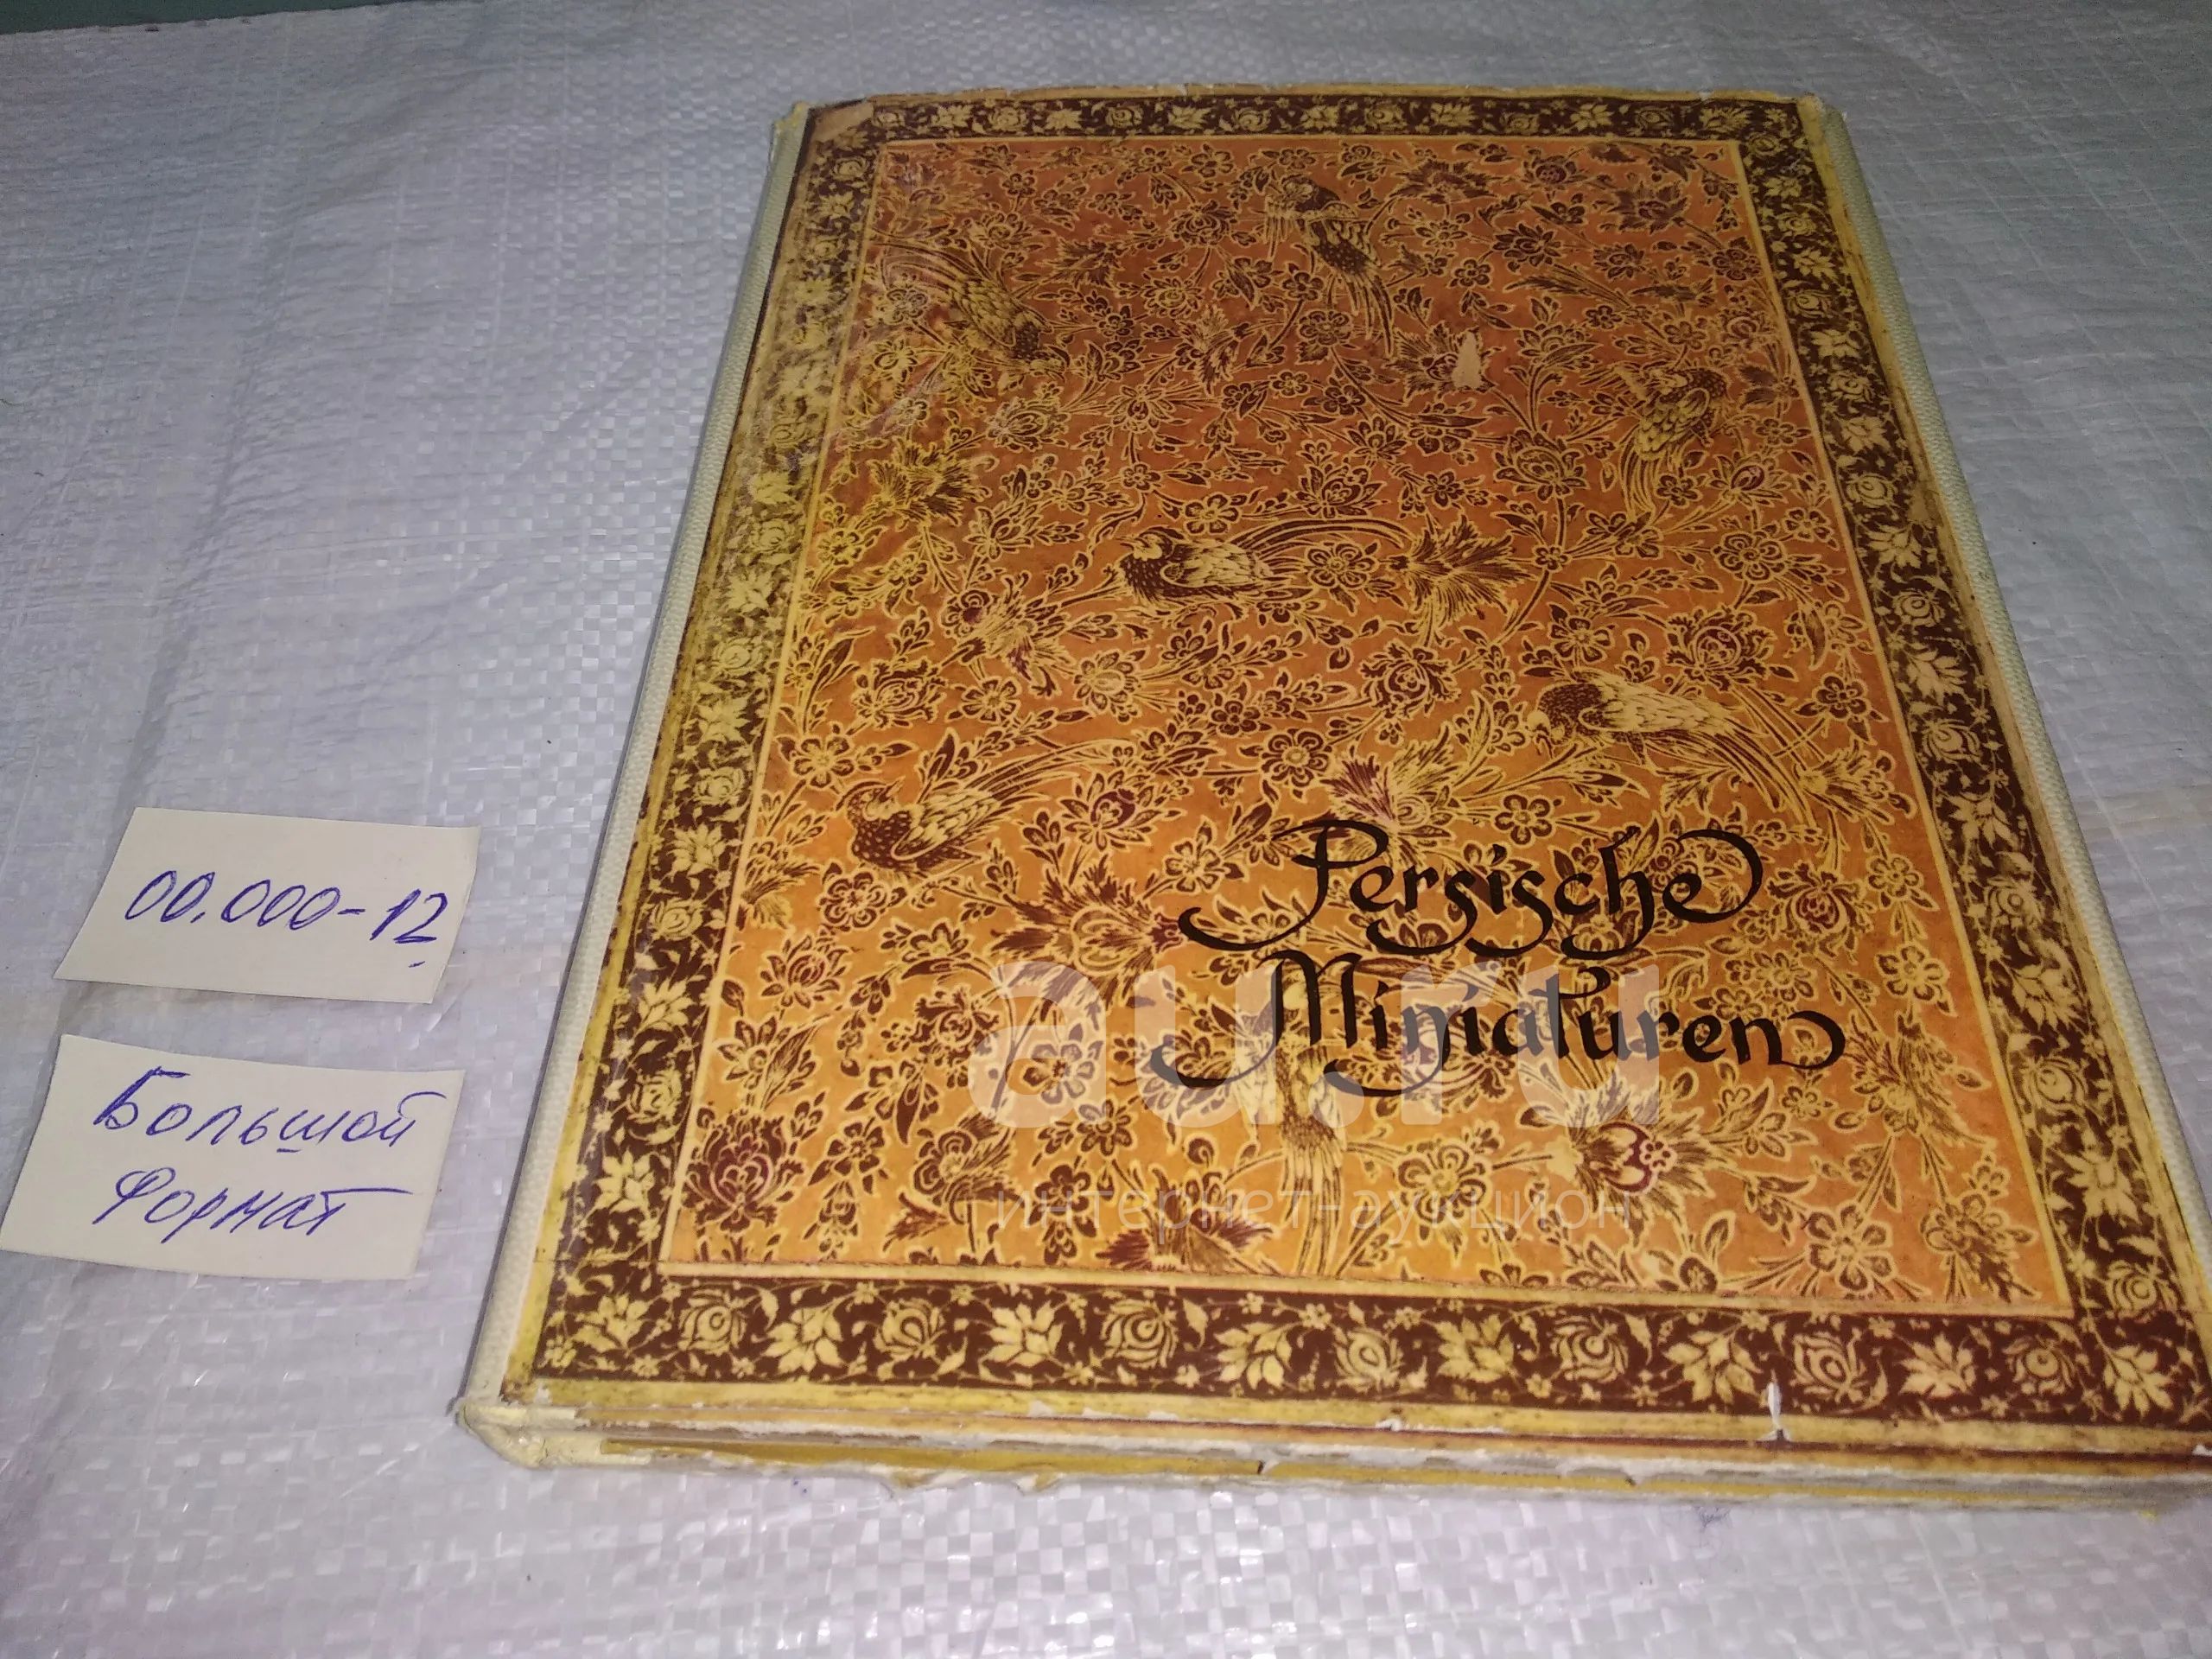 00.000-12
Большой
Формат
Persische
Miniaturen
au.ru
интернет-аукцион